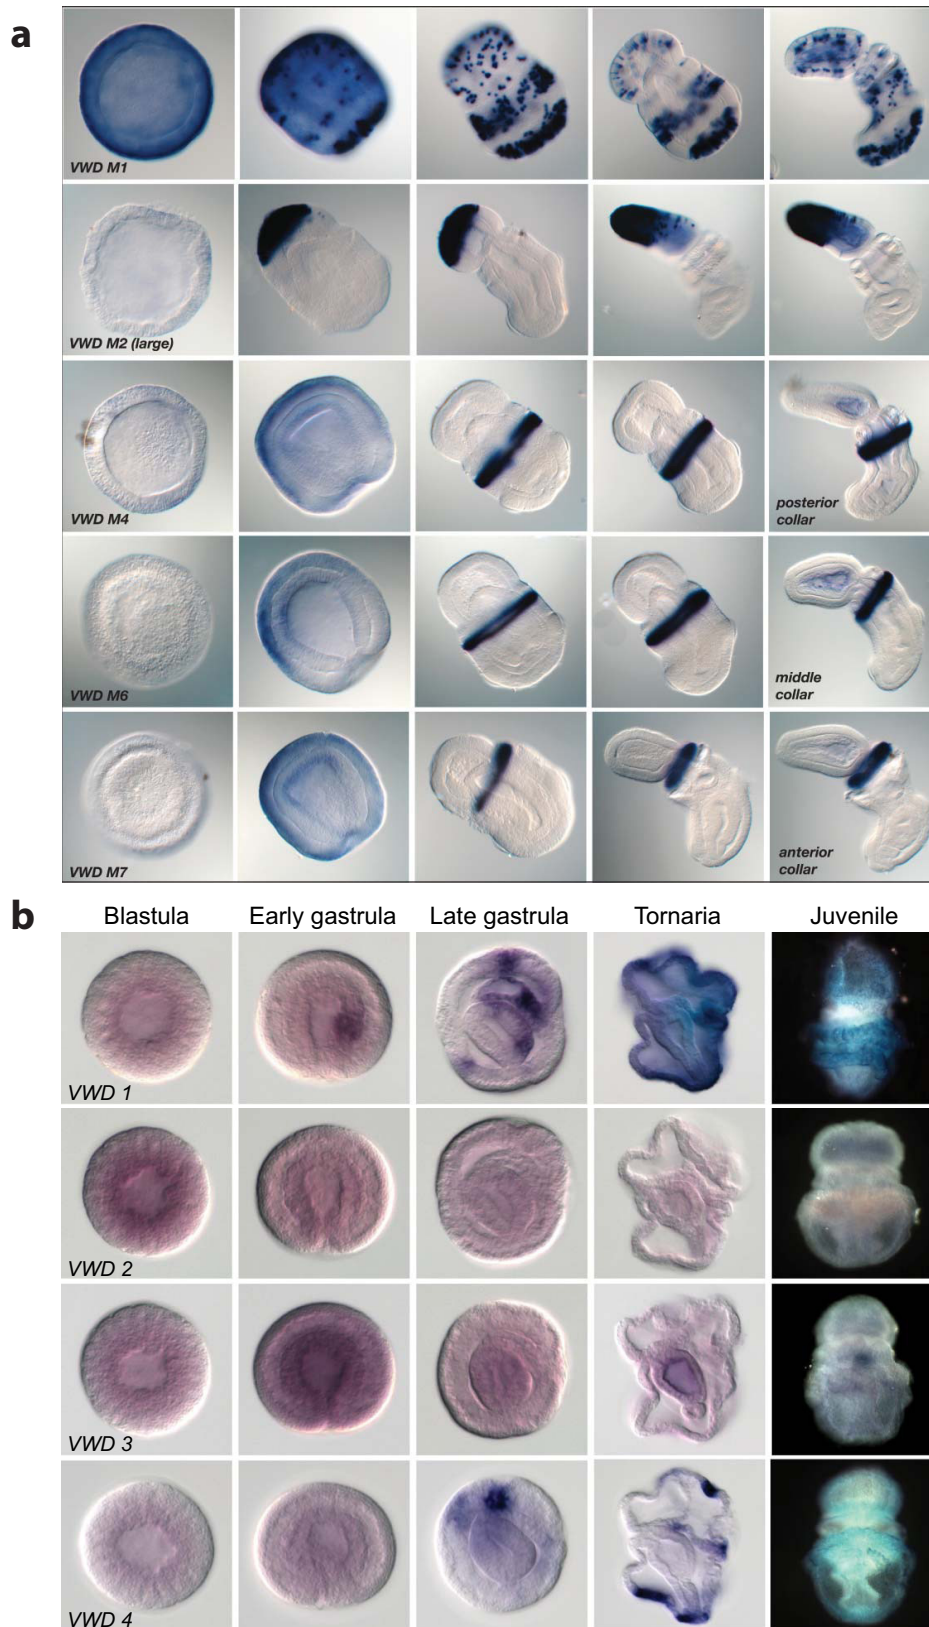 a
VWD M1
VWD M2 (large)
VWD M4
posterior
collar
VWD M6
middle
collar
VWD M7
anterior
collar
b
Blastula Early gastrula Late gastrula Tornaria Juvenile
VWD 1
VWD 2
VWD 3
VWD 4